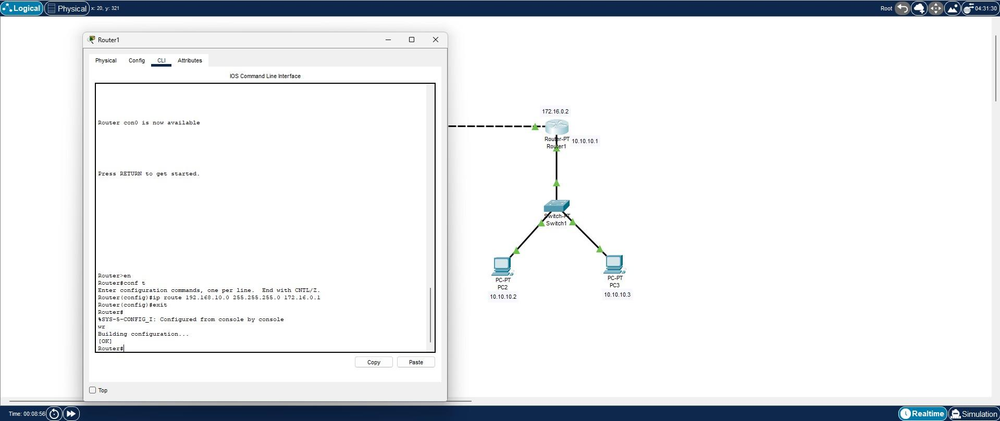 Logical
Physical
x: 20, y: 321
Root
04:31:30
Router1
Physical
Config
CLI
Attributes
IOS Command Line Interface
Router con0 is now available
Press RETURN to get started.
Router>en
Router#conf t
Enter configuration commands, one per line.  End with CNTL/Z.
Router(config)#ip route 192.168.10.0 255.255.255.0 172.16.0.1
Router(config)#exit
Router#
%SYS-5-CONFIG_I: Configured from console by console
wr
Building configuration...
[OK]
Router#
Copy
Paste
Top
172.16.0.2
Router-PT
Router1
10.10.10.1
Switch-PT
Switch1
PC-PT
PC2
10.10.10.2
PC-PT
PC3
10.10.10.3
Time: 00:08:56
Realtime
Simulation